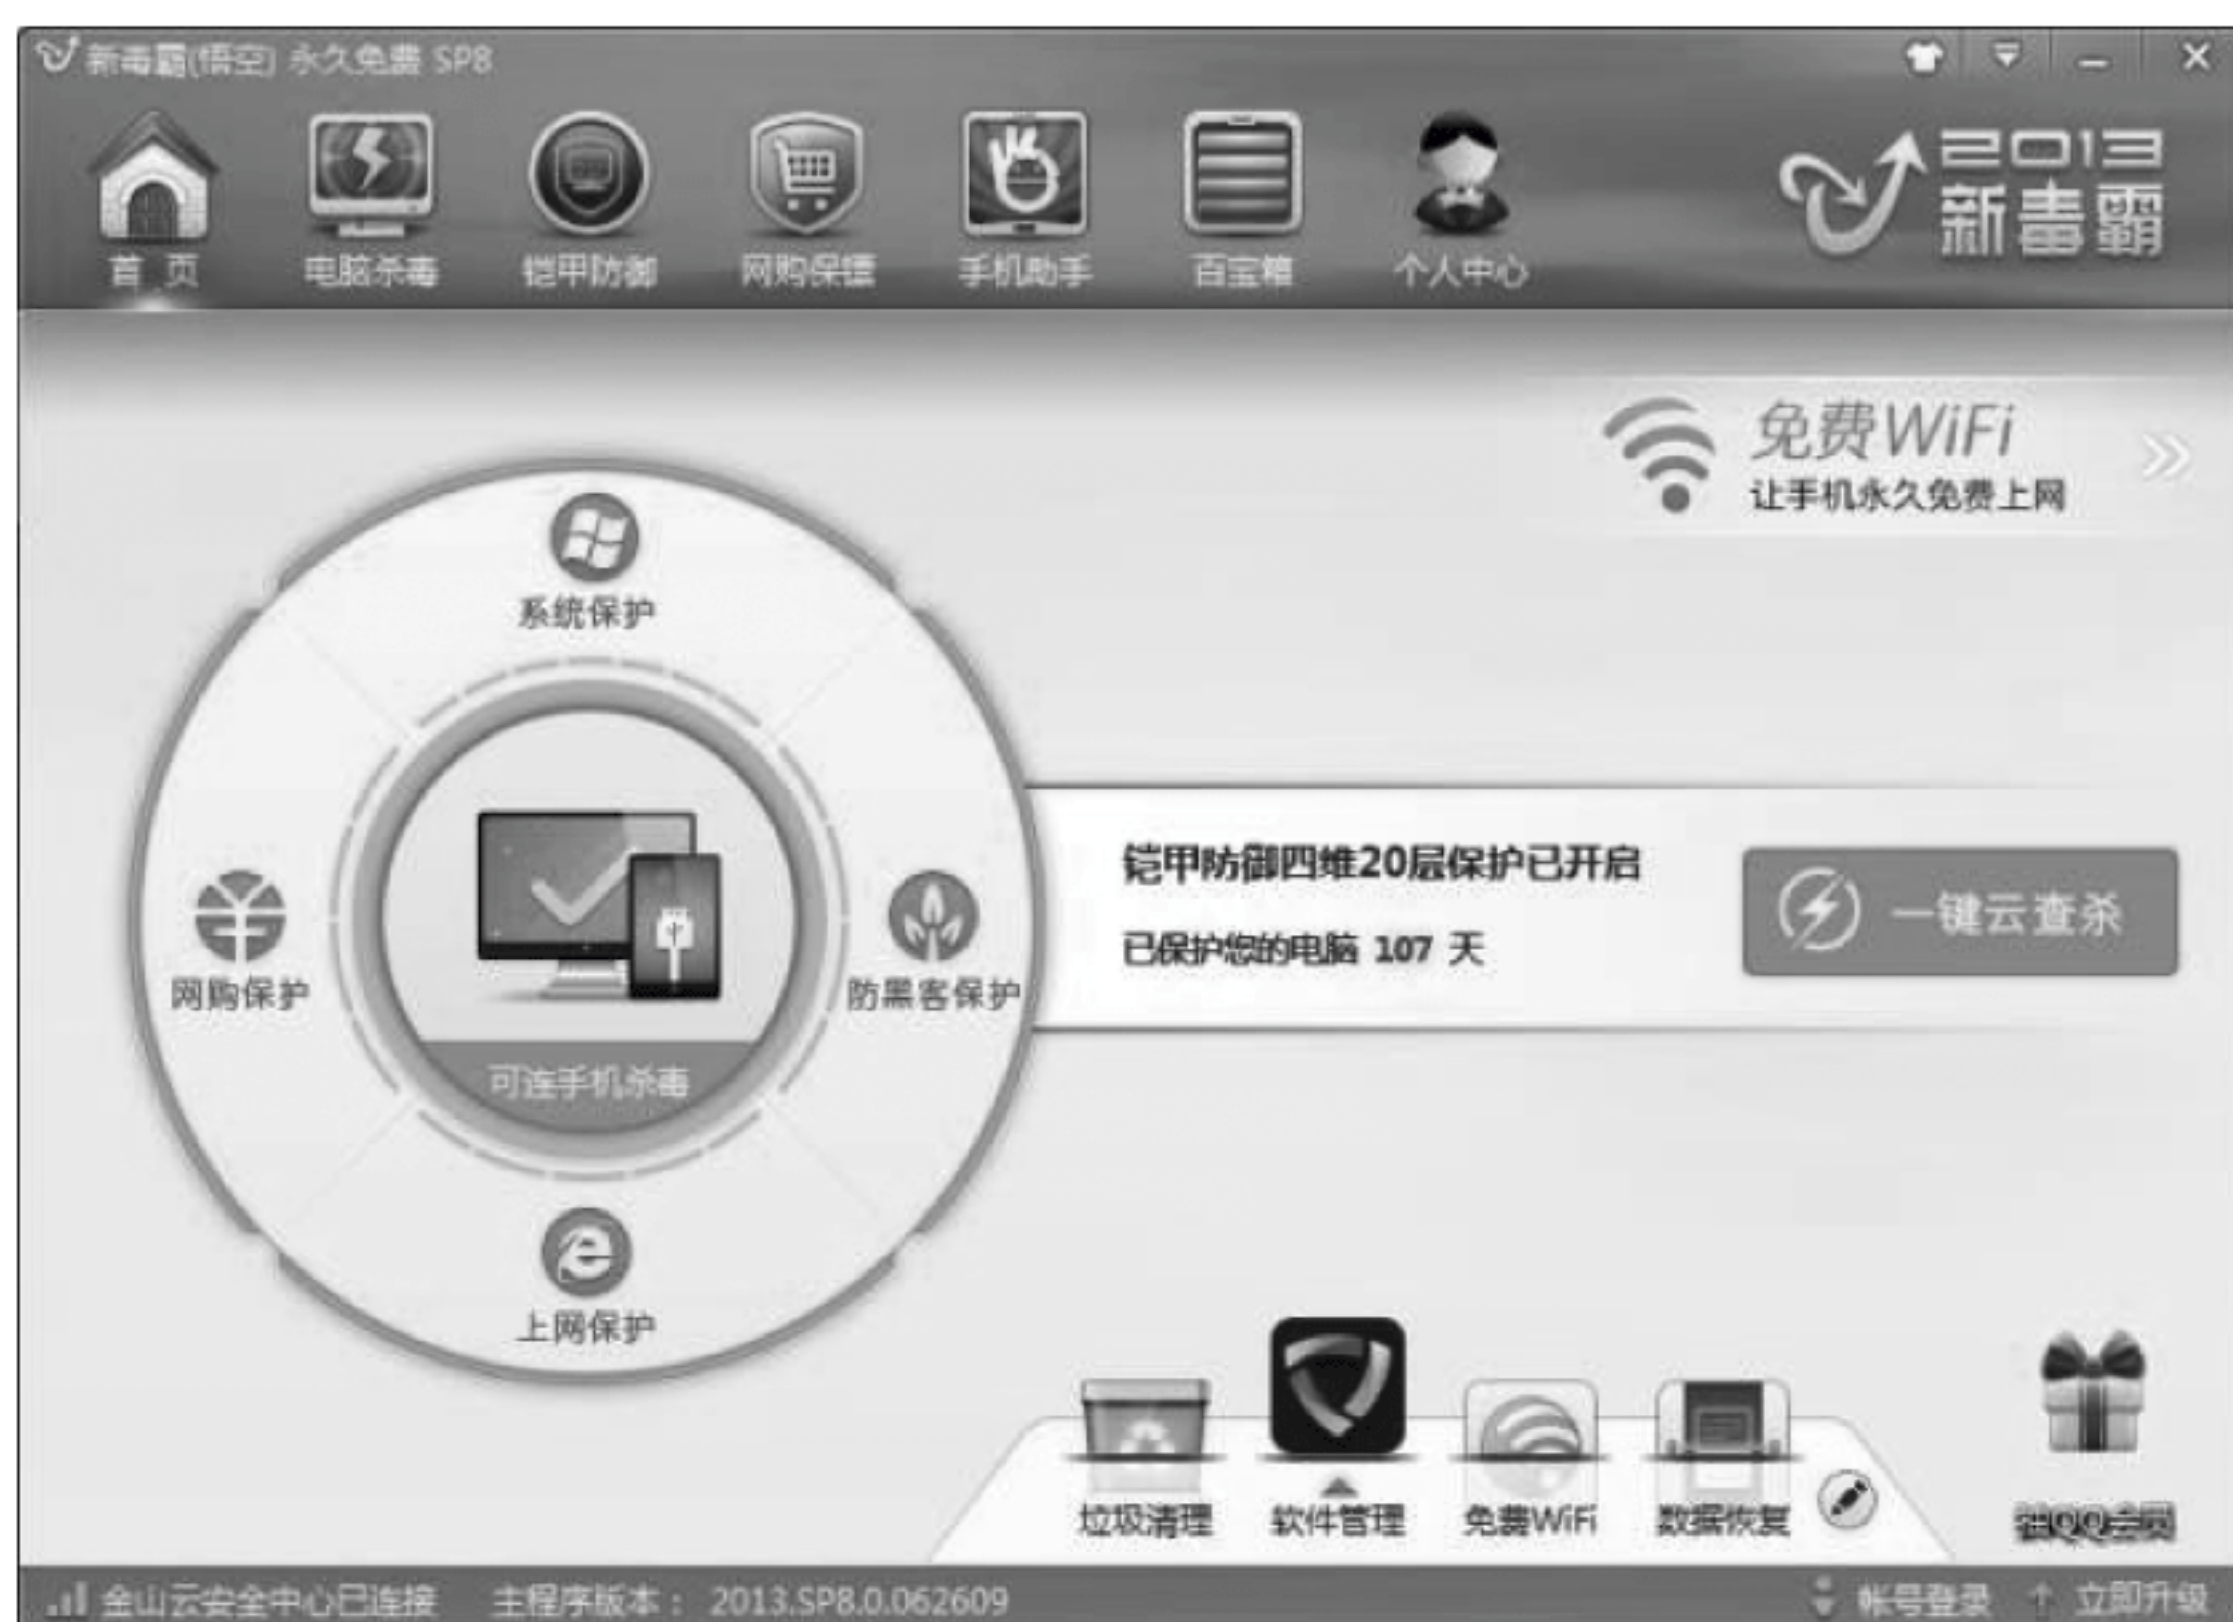 新毒霸(悟空) 永久免费 SP8
首 页
电脑杀毒
铠甲防御
网购保镖
手机助手
百宝箱
个人中心
2013
新毒霸
免费WiFi
让手机永久免费上网
系统保护
网购保护
防黑客保护
可连手机杀毒
上网保护
铠甲防御四维20层保护已开启
已保护您的电脑 107 天
一键云查杀
垃圾清理
软件管理
免费WiFi
数据恢复
QQ会员
金山云安全中心已连接
主程序版本： 2013.SP8.0.062609
帐号登录
立即升级